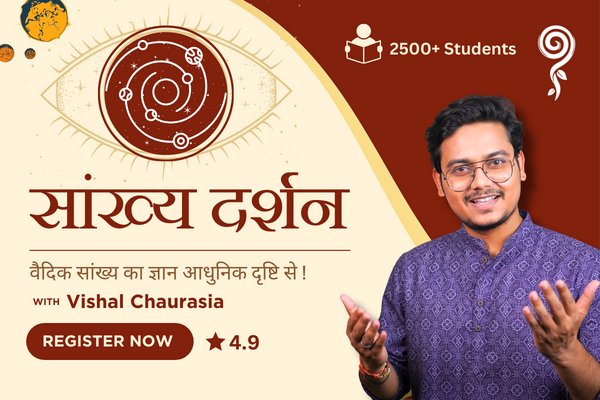 2500+ Students
सांख्य दर्शन
वैदिक सांख्य का ज्ञान आधुनिक दृष्टि से !
WITH Vishal Chaurasia
REGISTER NOW
4.9